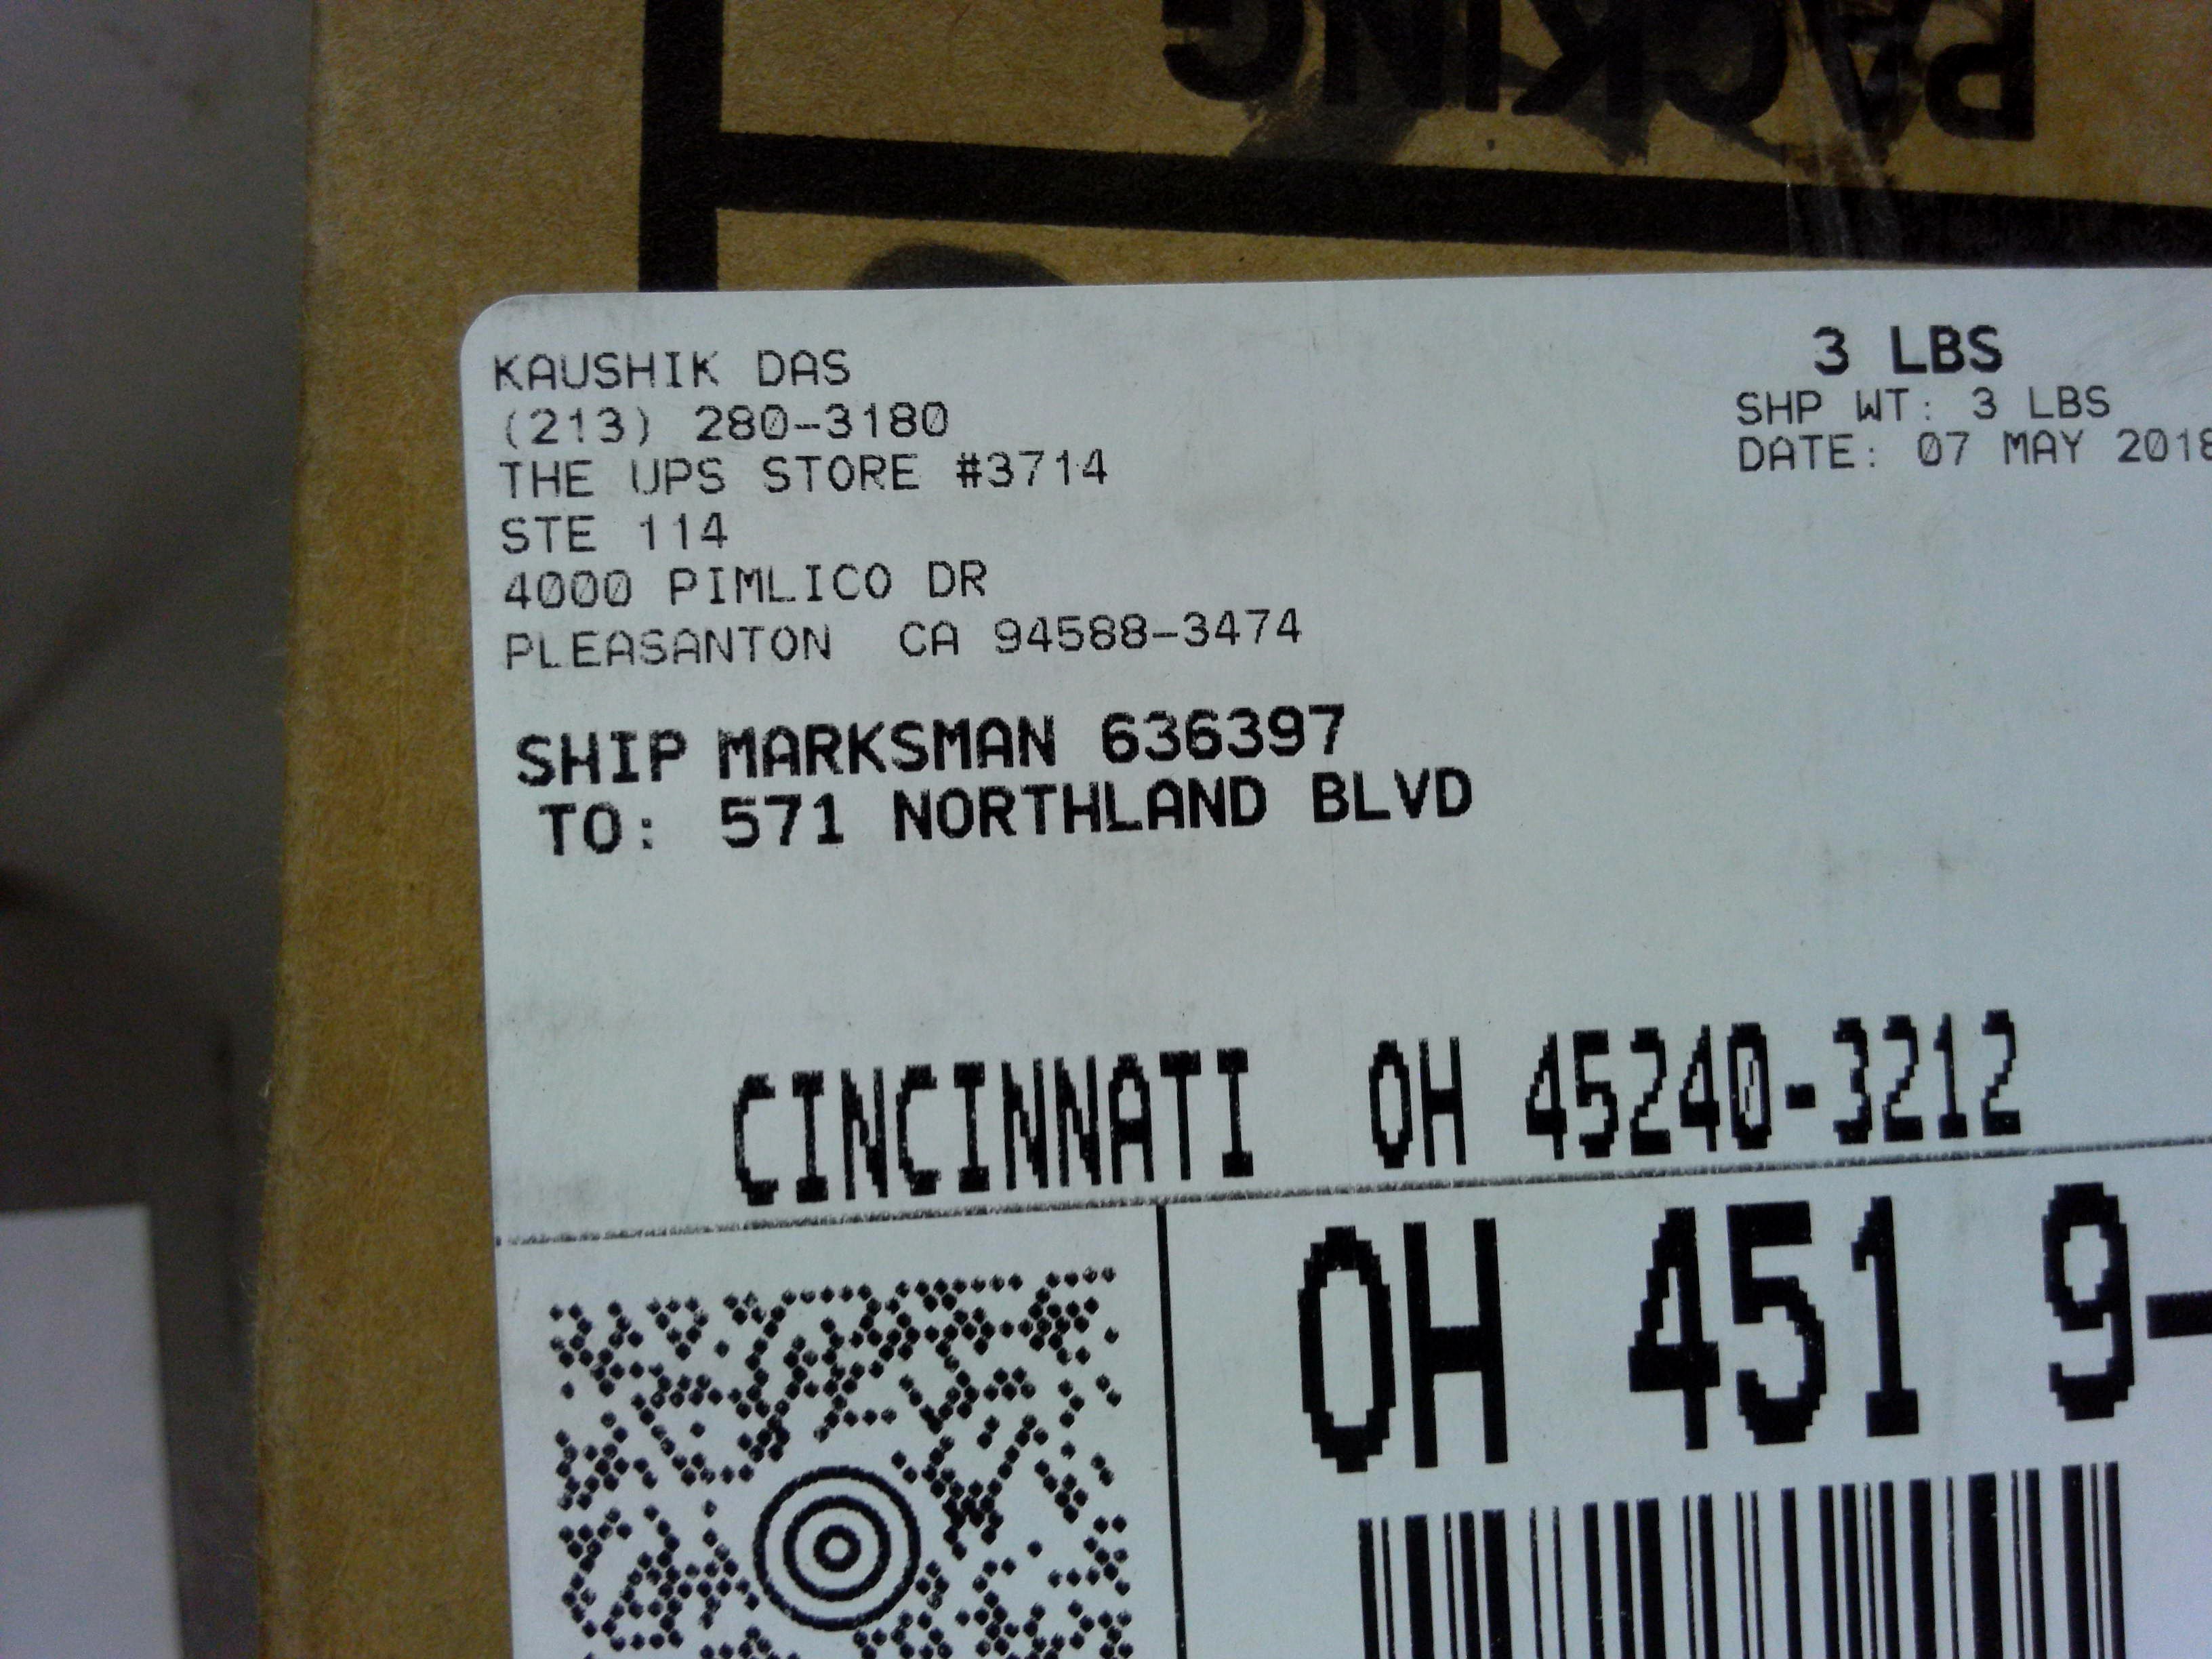 PACKING
KAUSHIK DAS
(213) 280-3180
THE UPS STORE #3714
STE 114
4000 PIMLICO DR
PLEASANTON CA 94588-3474
3 LBS
SHP WT: 3 LBS
DATE: 07 MAY 2018
SHIP MARKSMAN 636397
TO: 571 NORTHLAND BLVD
CINCINNATI OH 45240-3212
OH 451 9-